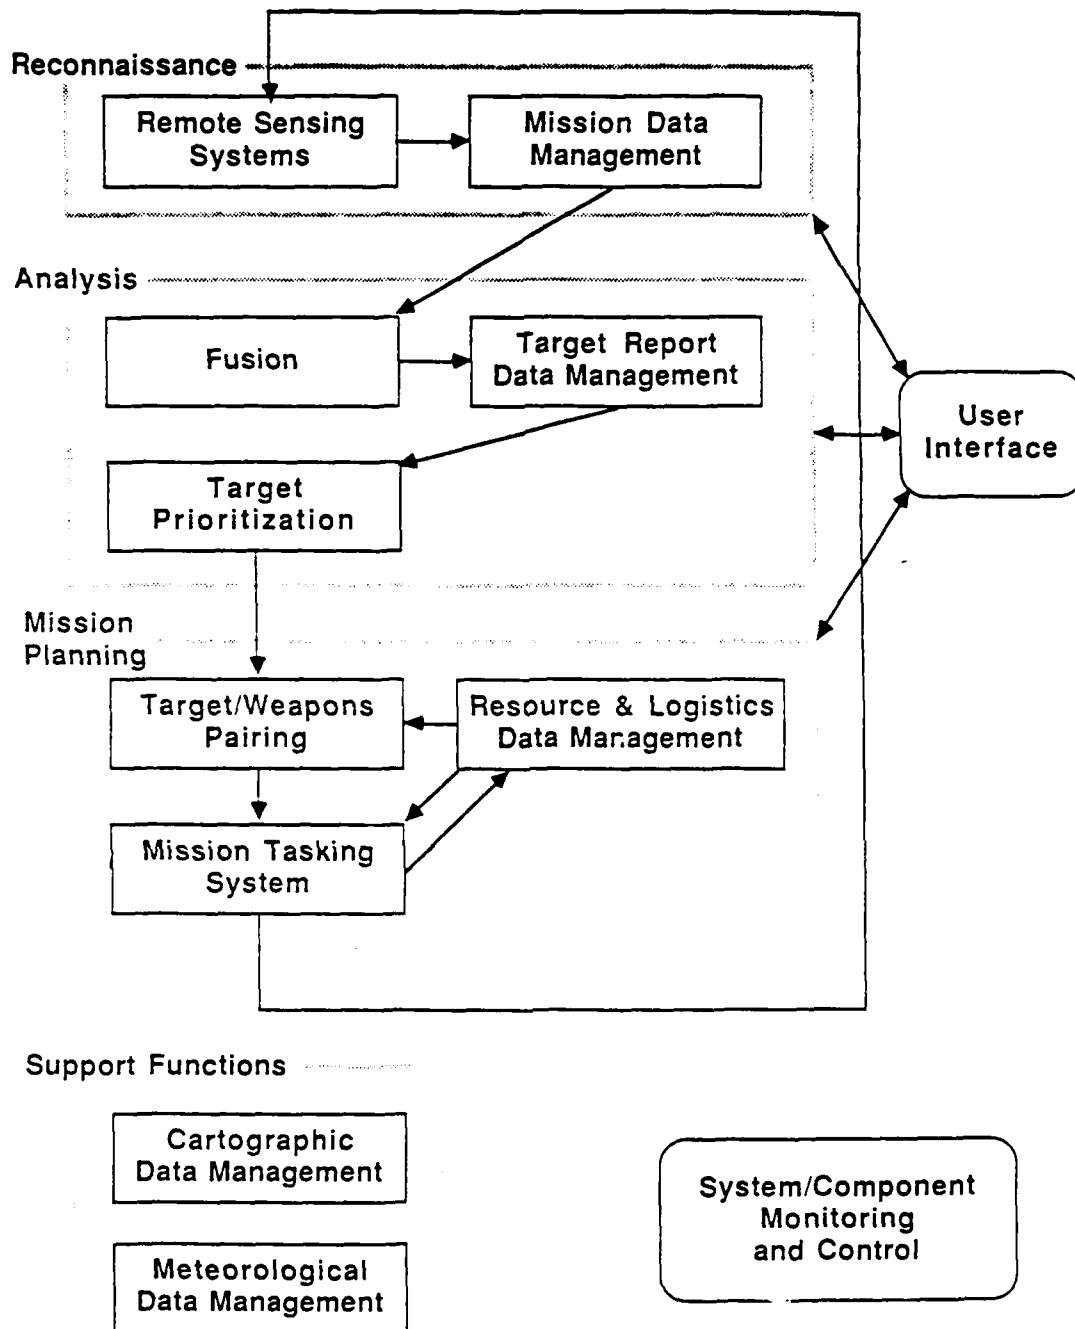 Reconnaissance
Remote Sensing
Systems
Mission Data
Management
Analysis
Fusion
Target Report
Data Management
User
Interface
Target
Prioritization
Mission
Planning
Target/Weapons
Pairing
Resource & Logistics
Data Management
Mission Tasking
System
Support Functions
Cartographic
Data Management
System/Component
Monitoring
and Control
Meteorological
Data Management